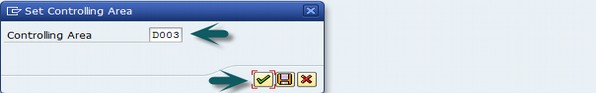 Set Controlling Area
Controlling Area D003